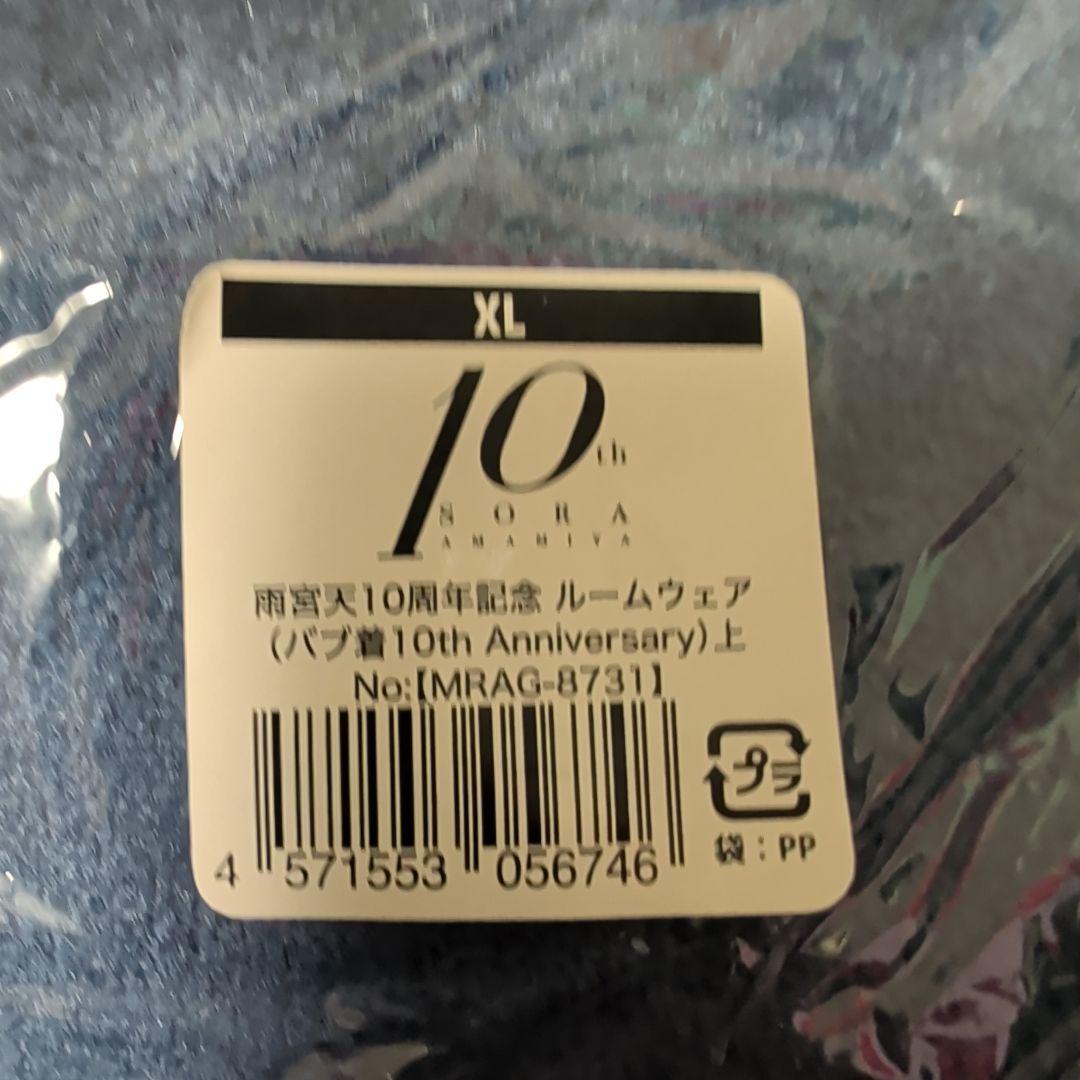 XL
10th
SORA
AMAMIYA
雨宮天10周年記念 ルームウェア
(バブ着10th Anniversary)上
No:【MRAG-8731】
プラ
袋:PP
4 571553 056746